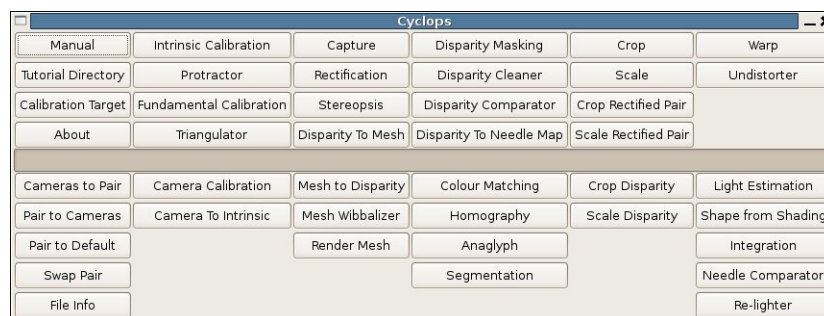 Cyclops
Manual Intrinsic Calibration Capture Disparity Masking Crop Warp
Tutorial Directory Protractor Rectification Disparity Cleaner Scale Undistorter
Calibration Target Fundamental Calibration Stereopsis Disparity Comparator Crop Rectified Pair
About Triangulator Disparity To Mesh Disparity To Needle Map Scale Rectified Pair
Cameras to Pair Camera Calibration Mesh to Disparity Colour Matching Crop Disparity Light Estimation
Pair to Cameras Camera To Intrinsic Mesh Wibbalizer Homography Scale Disparity Shape from Shading
Pair to Default Render Mesh Anaglyph Integration
Swap Pair Segmentation Needle Comparator
File Info Re-lighter